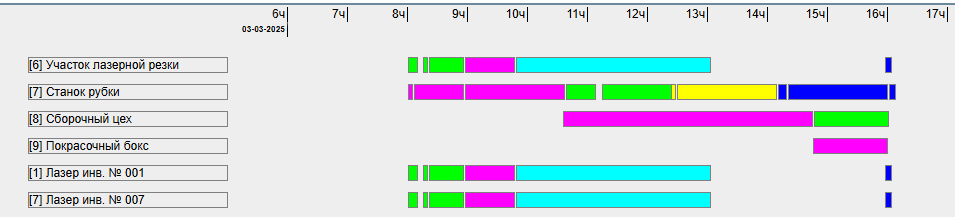 6ч 7ч 8ч 9ч 10ч 11ч 12ч 13ч 14ч 15ч 16ч 17ч
03-03-2025
[6] Участок лазерной резки
[7] Станок рубки
[8] Сборочный цех
[9] Покрасочный бокс
[1] Лазер инв. № 001
[7] Лазер инв. № 007